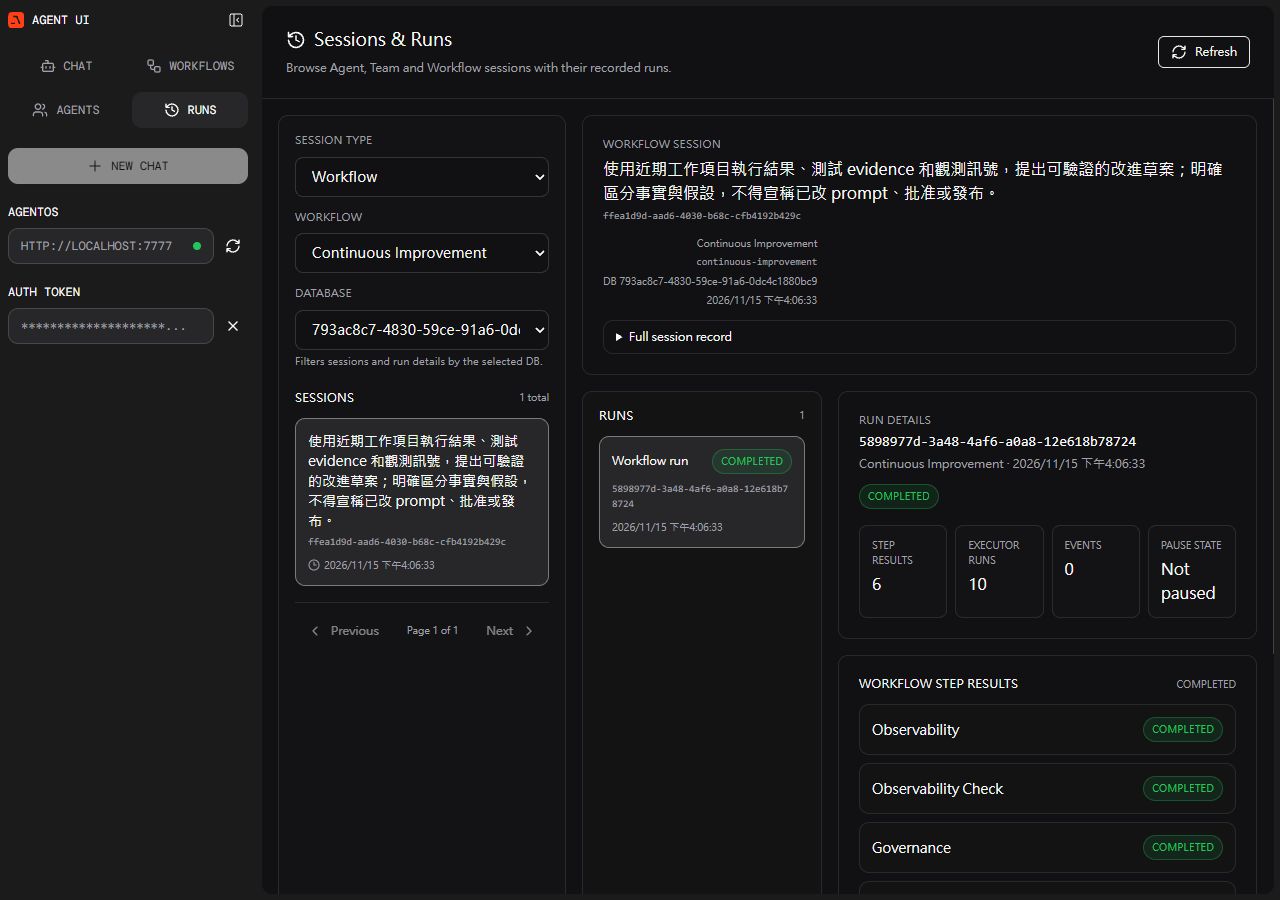 AGENT UI
CHAT
WORKFLOWS
AGENTS
RUNS
NEW CHAT
AGENTOS
HTTP://LOCALHOST:7777
AUTH TOKEN
********************...
Sessions & Runs
Browse Agent, Team and Workflow sessions with their recorded runs.
Refresh
SESSION TYPE
Workflow
WORKFLOW
Continuous Improvement
DATABASE
793ac8c7-4830-59ce-91a6-0d
Filters sessions and run details by the selected DB.
SESSIONS
1 total
使用近期工作項目執行結果、測試
evidence 和觀測訊號，提出可驗證
的改進草案；明確區分事實與假設，
不得宣稱已改 prompt、批准或發
布。
ffea1d9d-aad6-4030-b68c-cfb4192b429c
2026/11/15 下午4:06:33
Previous
Page 1 of 1
Next
WORKFLOW SESSION
使用近期工作項目執行結果、測試 evidence 和觀測訊號，提出可驗證的改進草案；明確
區分事實與假設，不得宣稱已改 prompt、批准或發布。
ffea1d9d-aad6-4030-b68c-cfb4192b429c
Continuous Improvement
continuous-improvement
DB 793ac8c7-4830-59ce-91a6-0dc4c1880bc9
2026/11/15 下午4:06:33
Full session record
RUNS
1
Workflow run
COMPLETED
5898977d-3a48-4af6-a0a8-12e618b7
8724
2026/11/15 下午4:06:33
RUN DETAILS
5898977d-3a48-4af6-a0a8-12e618b78724
Continuous Improvement · 2026/11/15 下午4:06:33
COMPLETED
STEP
RESULTS
6
EXECUTOR
RUNS
10
EVENTS
0
PAUSE STATE
Not
paused
WORKFLOW STEP RESULTS
COMPLETED
Observability
COMPLETED
Observability Check
COMPLETED
Governance
COMPLETED